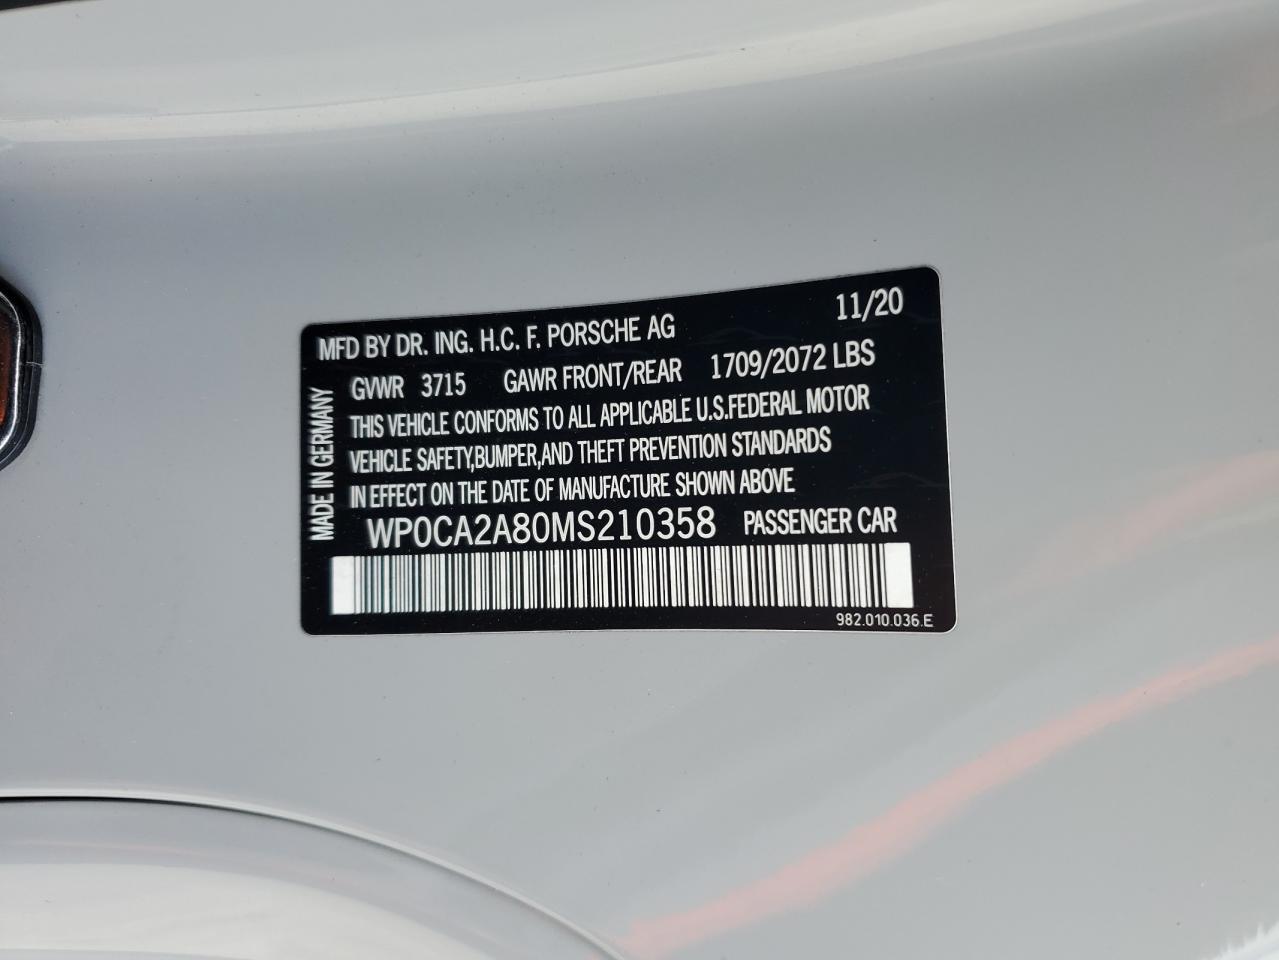 MFD BY DR. ING. H.C. F. PORSCHE AG 11/20
GVWR 3715 GAWR FRONT/REAR 1709/2072 LBS
THIS VEHICLE CONFORMS TO ALL APPLICABLE U.S.FEDERAL MOTOR
VEHICLE SAFETY,BUMPER,AND THEFT PREVENTION STANDARDS
IN EFFECT ON THE DATE OF MANUFACTURE SHOWN ABOVE
MADE IN GERMANY
WP0CA2A80MS210358 PASSENGER CAR
982.010.036.E